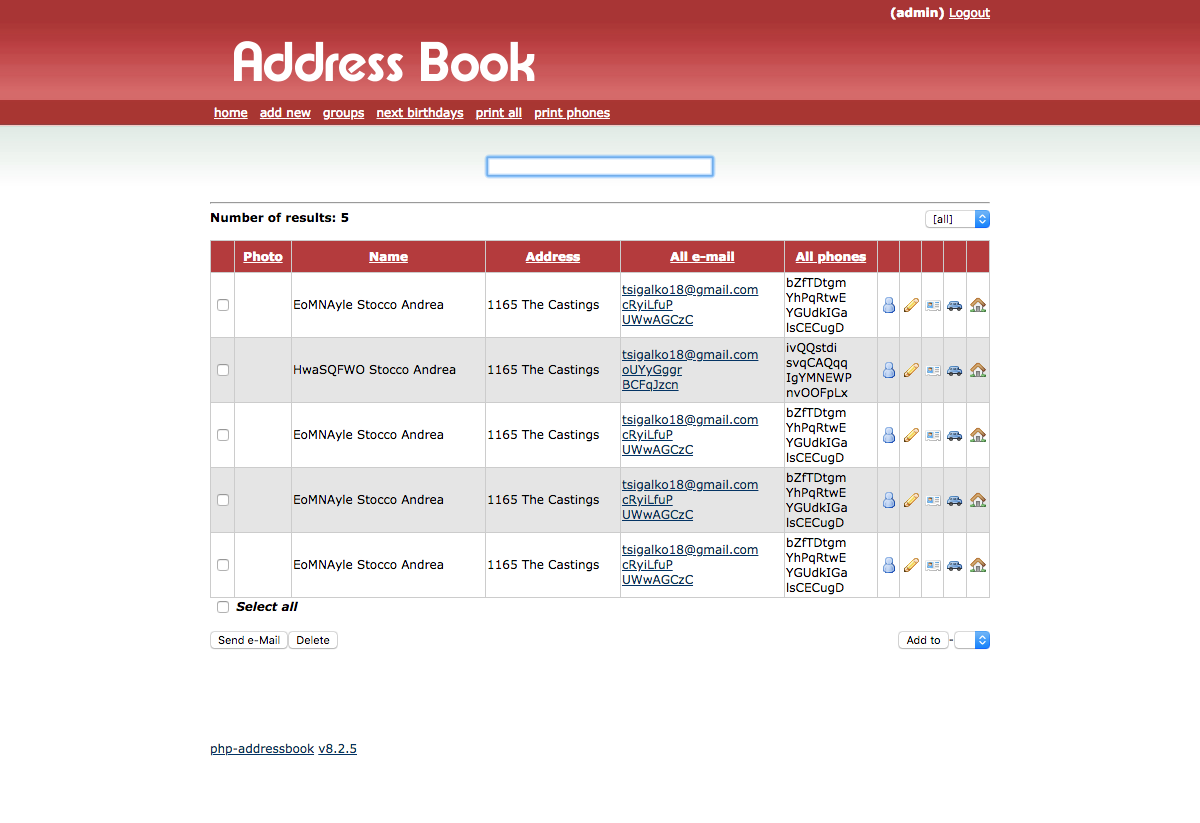 (admin) Logout
Address Book
home add new groups next birthdays print all print phones
Number of results: 5
[all]
Photo Name Address All e-mail All phones
EoMNAyle Stocco Andrea 1165 The Castings
tsigalko18@gmail.com
cRyiLfuP
UWwAGCzC
bZfTDtgm
YhPqRtwE
YGUdkIGa
lsCECugD
HwaSQFWO Stocco Andrea 1165 The Castings
tsigalko18@gmail.com
oUYyGggr
BCFqJzcn
ivQQstdi
svqCAQqq
IgYMNEWP
nvOOFpLx
EoMNAyle Stocco Andrea 1165 The Castings
tsigalko18@gmail.com
cRyiLfuP
UWwAGCzC
bZfTDtgm
YhPqRtwE
YGUdkIGa
lsCECugD
EoMNAyle Stocco Andrea 1165 The Castings
tsigalko18@gmail.com
cRyiLfuP
UWwAGCzC
bZfTDtgm
YhPqRtwE
YGUdkIGa
lsCECugD
EoMNAyle Stocco Andrea 1165 The Castings
tsigalko18@gmail.com
cRyiLfuP
UWwAGCzC
bZfTDtgm
YhPqRtwE
YGUdkIGa
lsCECugD
Select all
Send e-Mail Delete Add to -
php-addressbook v8.2.5